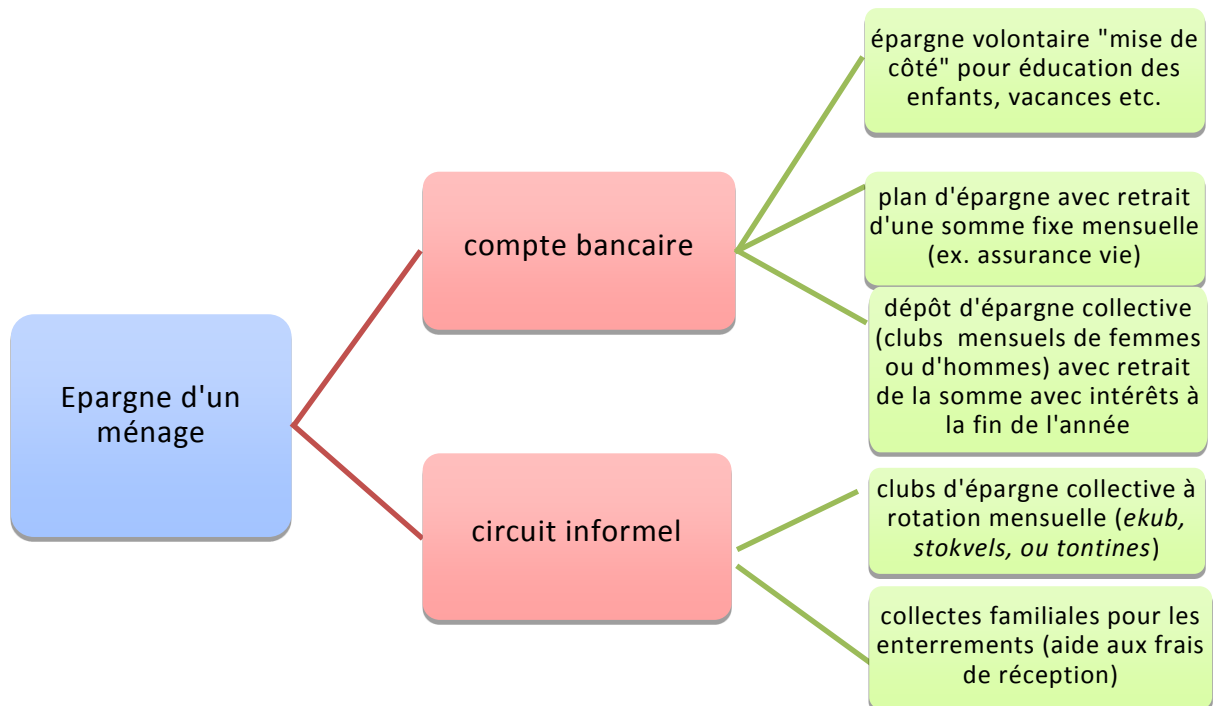 Epargne d'un
ménage
compte bancaire
circuit informel
épargne volontaire "mise de
côté" pour éducation des
enfants, vacances etc.
plan d'épargne avec retrait
d'une somme fixe mensuelle
(ex. assurance vie)
dépôt d'épargne collective
(clubs mensuels de femmes
ou d'hommes) avec retrait
de la somme avec intérêts à
la fin de l'année
clubs d'épargne collective à
rotation mensuelle (ekub,
stokvels, ou tontines)
collectes familiales pour les
enterrements (aide aux frais
de réception)